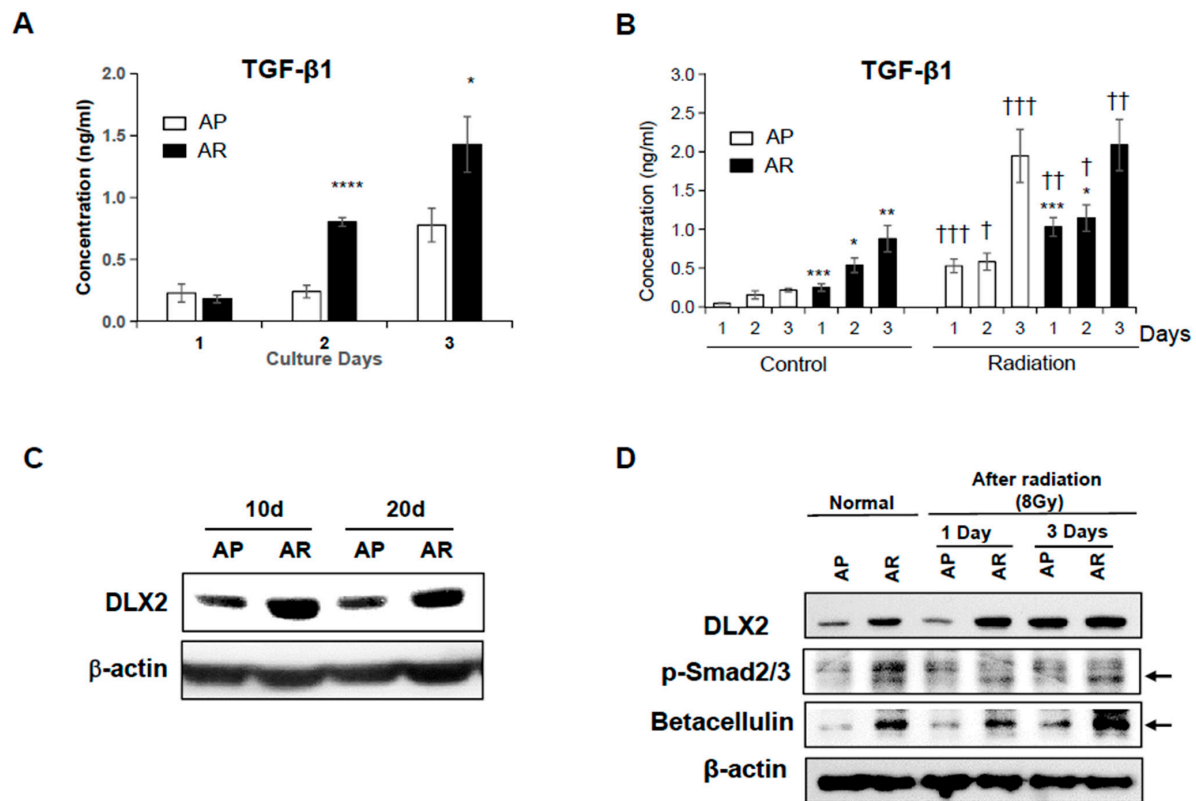 A
TGF-β1
2.0
1.5
1.0
0.5
0.0
Concentration (ng/ml)
AP
AR
****
*
1 2 3
Culture Days
B
TGF-β1
3.0
2.5
2.0
1.5
1.0
0.5
0.0
Concentration (ng/ml)
AP
AR
*** * **
††† † ††† †† † ††
*** *
1 2 3 1 2 3 1 2 3 1 2 3 Days
Control Radiation
C
10d 20d
AP AR AP AR
DLX2
β-actin
D
After radiation
(8Gy)
Normal
1 Day 3 Days
AP AR AP AR AP AR
DLX2
p-Smad2/3
Betacellulin
β-actin